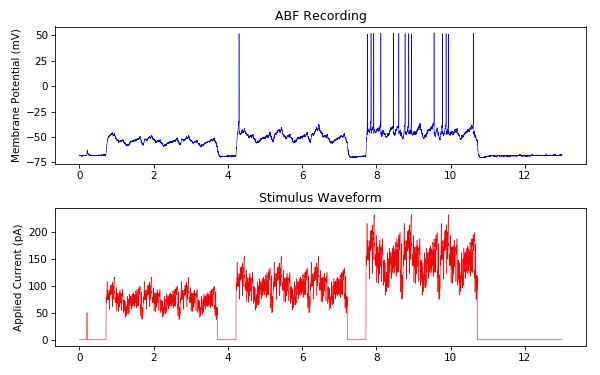 ABF Recording
Membrane Potential (mV)
50
25
0
−25
−50
−75
0 2 4 6 8 10 12
Stimulus Waveform
Applied Current (pA)
200
150
100
50
0
0 2 4 6 8 10 12